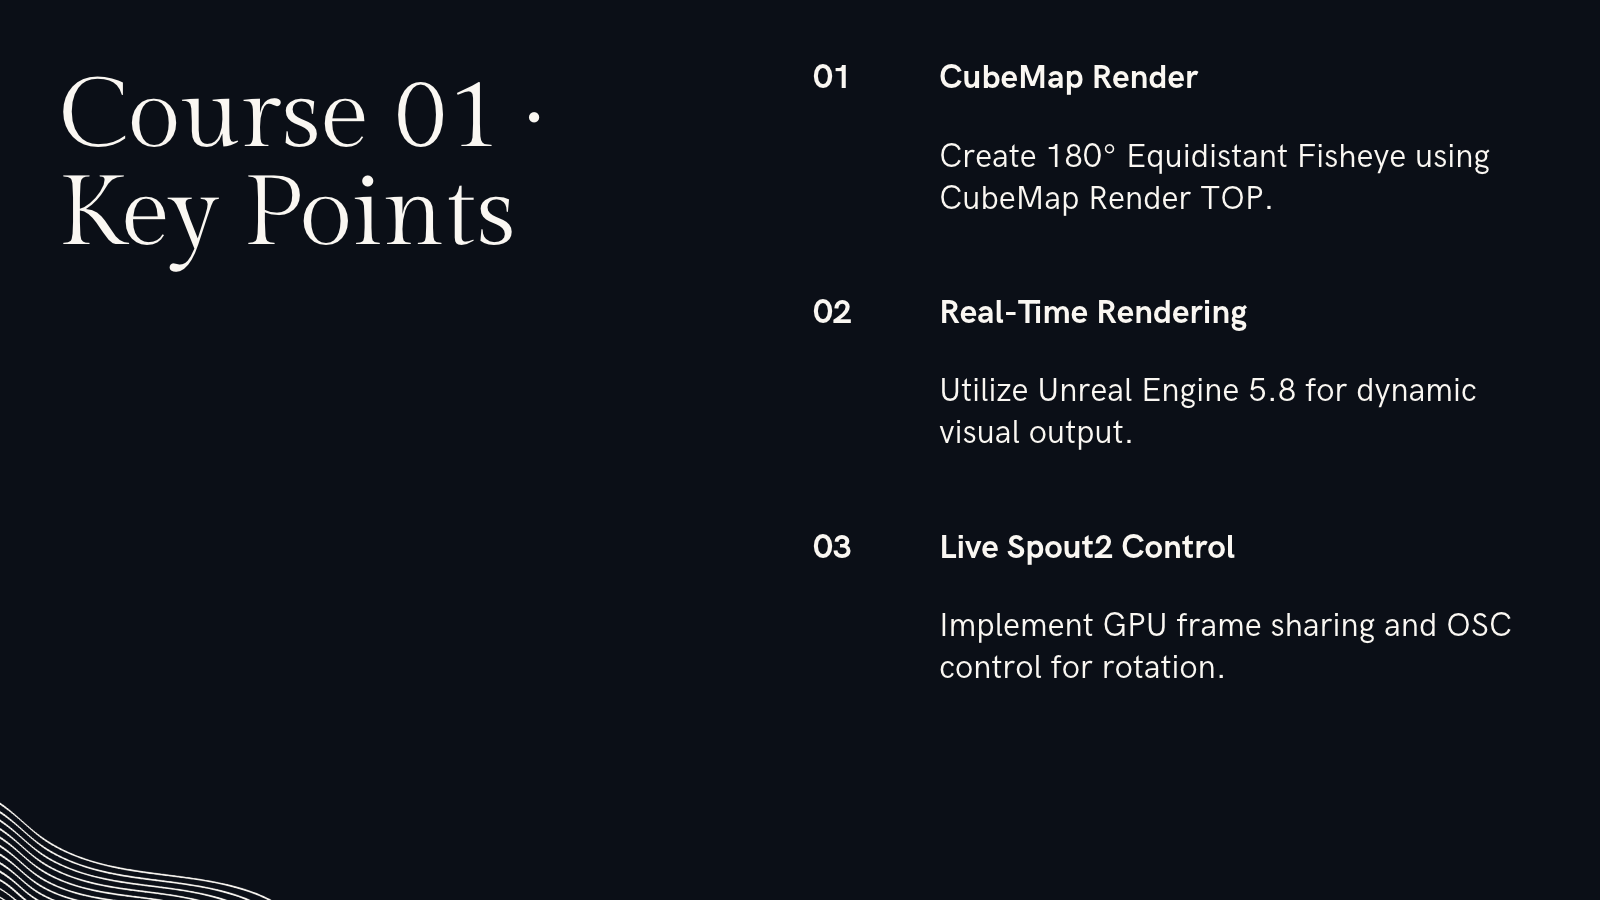 Course 01 ·
Key Points
01
CubeMap Render
Create 180° Equidistant Fisheye using
CubeMap Render TOP.
02
Real-Time Rendering
Utilize Unreal Engine 5.8 for dynamic
visual output.
03
Live Spout2 Control
Implement GPU frame sharing and OSC
control for rotation.